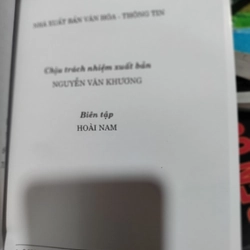 NHÀ XUẤT BẢN VĂN HÓA - THÔNG TIN
Chịu trách nhiệm xuất bản
NGUYỄN VĂN KHƯƠNG
Biên tập
HOÀI NAM